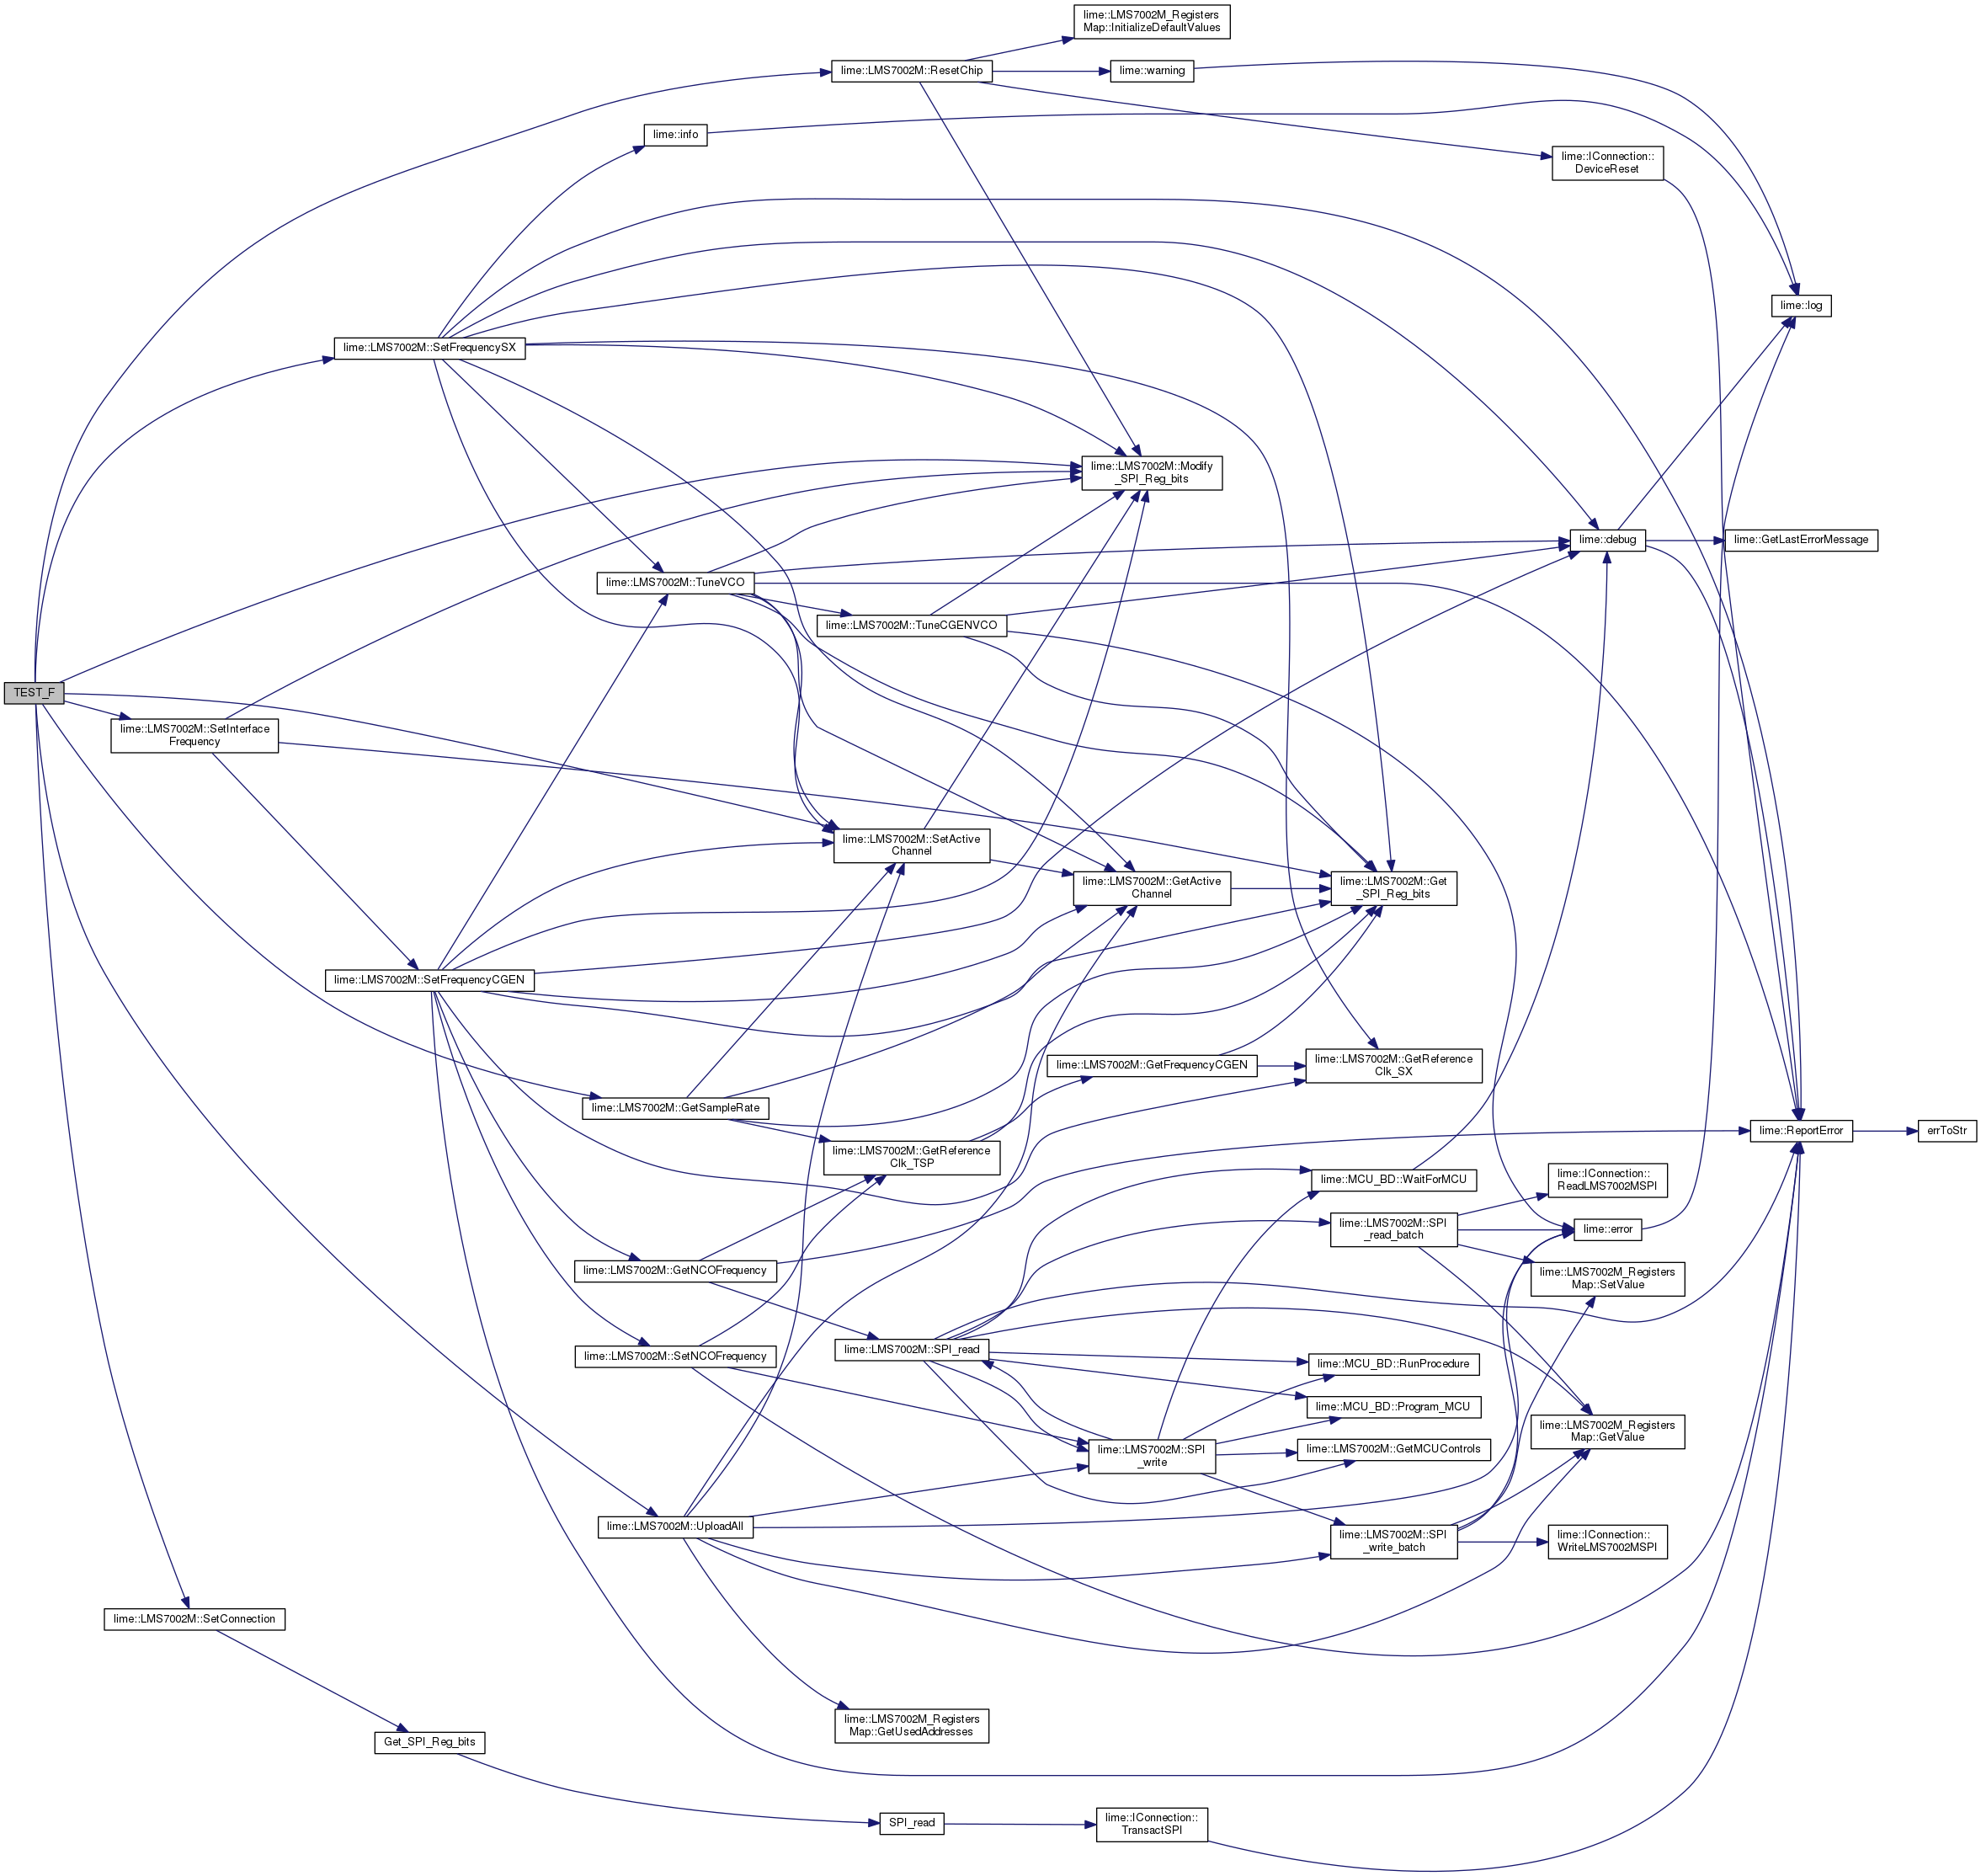 lime::LMS7002M_Registers
Map::InitializeDefaultValues
lime::LMS7002M::ResetChip
lime::warning
lime::info
lime::IConnection::
DeviceReset
lime::log
lime::LMS7002M::SetFrequencySX
lime::LMS7002M::Modify
_SPI_Reg_bits
lime::debug
lime::GetLastErrorMessage
lime::LMS7002M::TuneVCO
lime::LMS7002M::TuneCGENVCO
TEST_F
lime::LMS7002M::SetInterface
Frequency
lime::LMS7002M::SetActive
Channel
lime::LMS7002M::GetActive
Channel
lime::LMS7002M::Get
_SPI_Reg_bits
lime::LMS7002M::SetFrequencyCGEN
lime::LMS7002M::GetFrequencyCGEN
lime::LMS7002M::GetReference
Clk_SX
lime::LMS7002M::GetSampleRate
lime::ReportError
errToStr
lime::LMS7002M::GetReference
Clk_TSP
lime::MCU_BD::WaitForMCU
lime::IConnection::
ReadLMS7002MSPI
lime::LMS7002M::SPI
_read_batch
lime::error
lime::LMS7002M::GetNCOFrequency
lime::LMS7002M_Registers
Map::SetValue
lime::LMS7002M::SetNCOFrequency
lime::LMS7002M::SPI_read
lime::MCU_BD::RunProcedure
lime::MCU_BD::Program_MCU
lime::LMS7002M_Registers
Map::GetValue
lime::LMS7002M::SPI
_write
lime::LMS7002M::GetMCUControls
lime::LMS7002M::UploadAll
lime::LMS7002M::SPI
_write_batch
lime::IConnection::
WriteLMS7002MSPI
lime::LMS7002M::SetConnection
lime::LMS7002M_Registers
Map::GetUsedAddresses
Get_SPI_Reg_bits
SPI_read
lime::IConnection::
TransactSPI